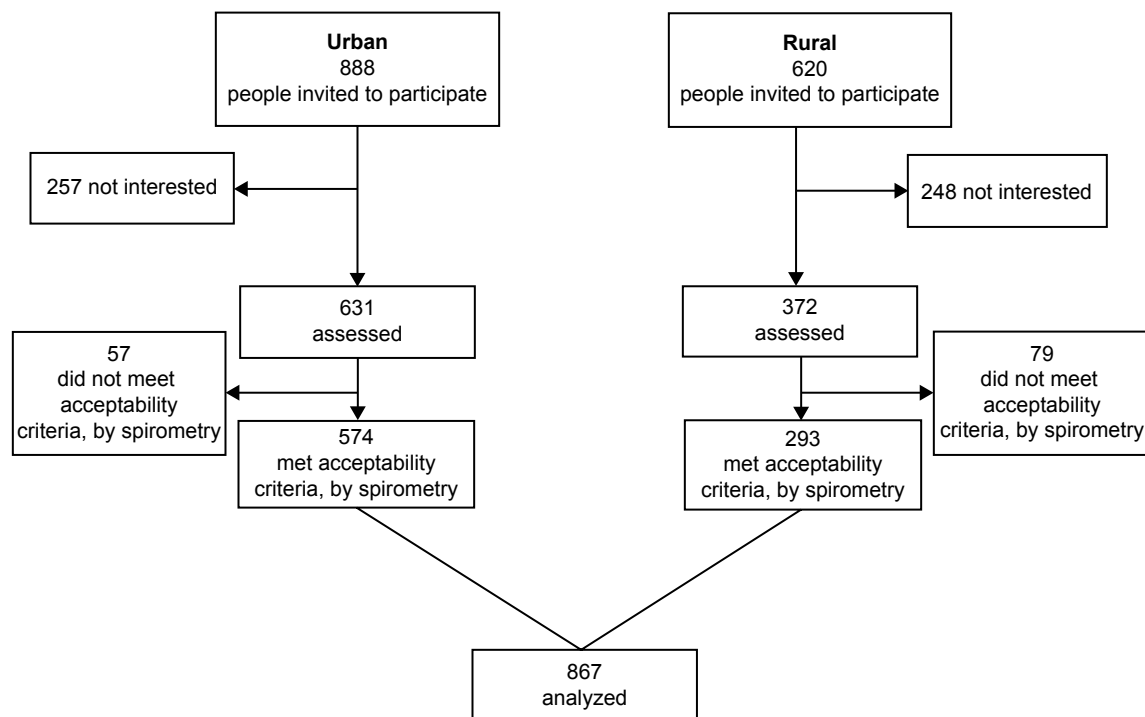 Urban
888
people invited to participate
Rural
620
people invited to participate
257 not interested
248 not interested
631
assessed
372
assessed
57
did not meet
acceptability
criteria, by spirometry
79
did not meet
acceptability
criteria, by spirometry
574
met acceptability
criteria, by spirometry
293
met acceptability
criteria, by spirometry
867
analyzed